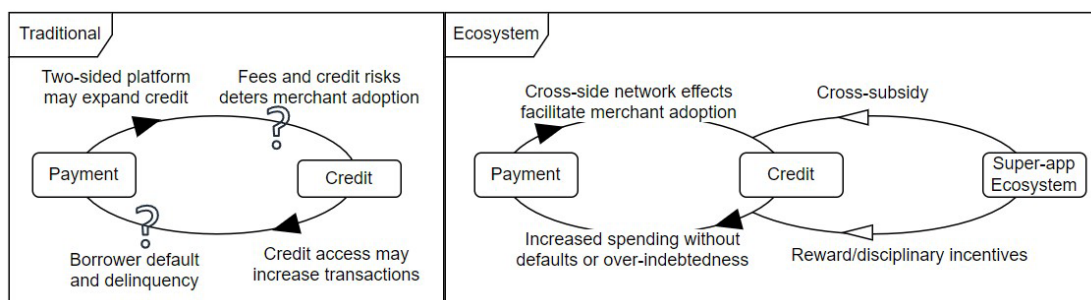 Traditional
Two-sided platform
may expand credit
Fees and credit risks
deters merchant adoption
?
Payment
Credit
?
Borrower default
and delinquency
Credit access may
increase transactions
Ecosystem
Cross-side network effects
facilitate merchant adoption
Cross-subsidy
Payment
Credit
Super-app
Ecosystem
Increased spending without
defaults or over-indebtedness
Reward/disciplinary incentives